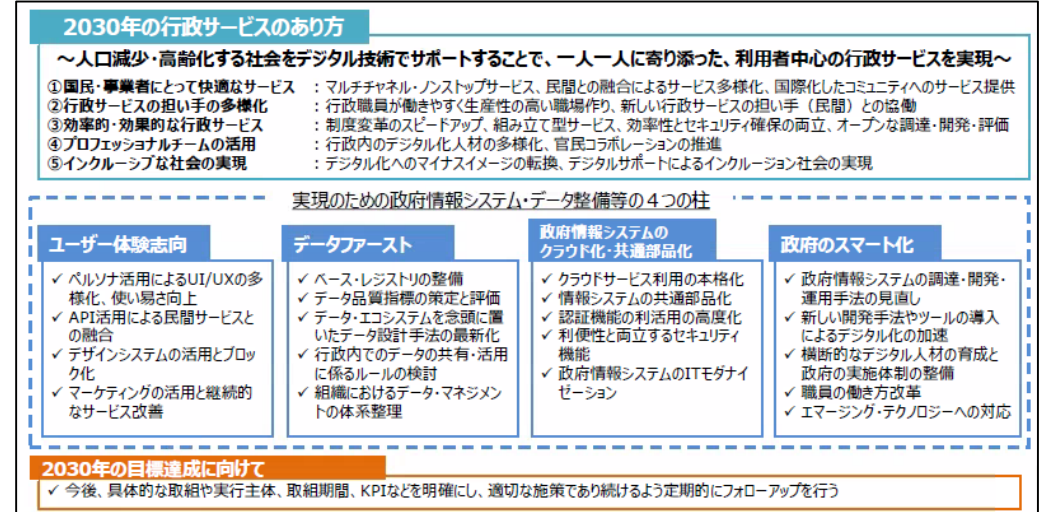 2030年の行政サービスのあり方
～人口減少・高齢化する社会をデジタル技術でサポートすることで、一人一人に寄り添った、利用者中心の行政サービスを実現～
①国民・事業者にとって快適なサービス ：マルチチャネル・ノンストップサービス、民間との融合によるサービス多様化、国際化したコミュニティへのサービス提供
②行政サービスの担い手の多様化 ：行政職員が働きやすく生産性の高い職場作り、新しい行政サービスの担い手（民間）との協働
③効率的・効果的な行政サービス ：制度変革のスピードアップ、組み立て型サービス、効率性とセキュリティ確保の両立、オープンな調達・開発・評価
④プロフェッショナルチームの活用 ：行政内のデジタル化人材の多様化、官民コラボレーションの推進
⑤インクルーシブな社会の実現 ：デジタル化へのマイナスイメージの転換、デジタルサポートによるインクルージョン社会の実現
実現のための政府情報システム・データ整備等の４つの柱
ユーザー体験志向
✓ ペルソナ活用によるUI/UXの多
様化、使い易さ向上
✓ API活用による民間サービスと
の融合
✓ デザインシステムの活用とブロッ
ク化
✓ マーケティングの活用と継続的
なサービス改善
データファースト
✓ ベース・レジストリの整備
✓ データ品質指標の策定と評価
✓ データ・エコシステムを念頭に置
いたデータ設計手法の最新化
✓ 行政内でのデータの共有・活用
に係るルールの検討
✓ 組織におけるデータ・マネジメン
トの体系整理
政府情報システムの
クラウド化・共通部品化
✓ クラウドサービス利用の本格化
✓ 情報システムの共通部品化
✓ 認証機能の利活用の高度化
✓ 利便性と両立するセキュリティ
機能
✓ 政府情報システムのITモダナイ
ゼーション
政府のスマート化
✓ 政府情報システムの調達・開発・
運用手法の見直し
✓ 新しい開発手法やツールの導入
によるデジタル化の加速
✓ 横断的なデジタル人材の育成と
政府の実施体制の整備
✓ 職員の働き方改革
✓ エマージング・テクノロジーへの対応
2030年の目標達成に向けて
✓ 今後、具体的な取組や実行主体、取組期間、KPIなどを明確にし、適切な施策であり続けるよう定期的にフォローアップを行う